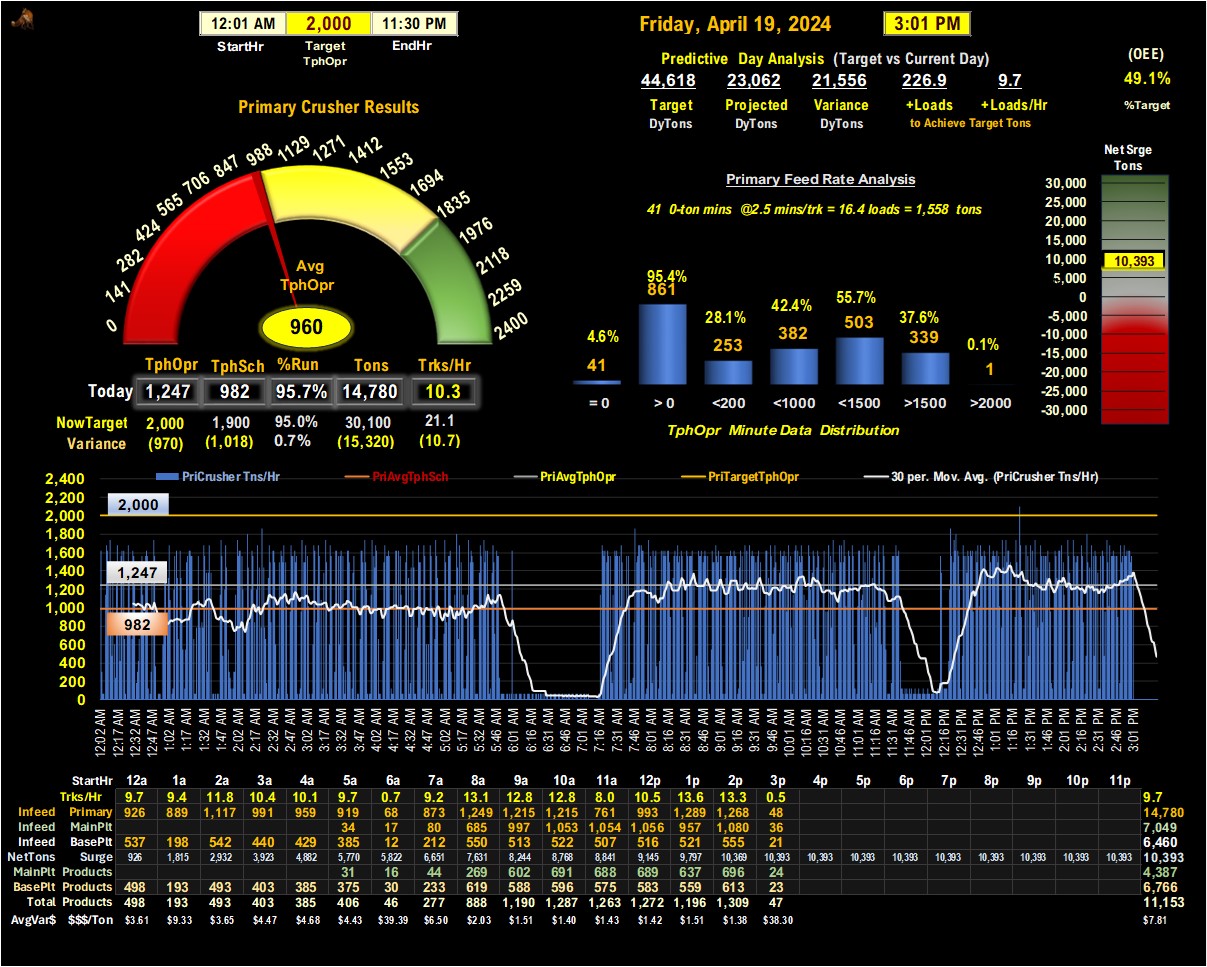 12:01 AM 2,000 11:30 PM
StartHr Target EndHr
TphOpr
Friday, April 19, 2024 3:01 PM
Predictive Day Analysis (Target vs Current Day)
44,618 23,062 21,556 226.9 9.7
Target Projected Variance +Loads +Loads/Hr
DyTons DyTons DyTons to Achieve Target Tons
(OEE)
49.1%
%Target
Primary Crusher Results
0 141 282 424 565 706 847 988 1129 1271 1412 1553 1694 1835 1976 2118 2259 2400
Avg
TphOpr
960
TphOpr TphSch %Run Tons Trks/Hr
Today 1,247 982 95.7% 14,780 10.3
NowTarget 2,000 1,900 95.0% 30,100 21.1
Variance (970) (1,018) 0.7% (15,320) (10.7)
Primary Feed Rate Analysis
41 0-ton mins @2.5 mins/trk = 16.4 loads = 1,558 tons
4.6% 95.4% 28.1% 42.4% 55.7% 37.6% 0.1%
41 861 253 382 503 339 1
= 0 > 0 <200 <1000 <1500 >1500 >2000
TphOpr Minute Data Distribution
Net Srge
Tons
30,000
25,000
20,000
15,000
10,000 10,393
5,000
0
-5,000
-10,000
-15,000
-20,000
-25,000
-30,000
PriCrusher Tns/Hr PriAvgTphSch PriAvgTphOpr PriTargetTphOpr 30 per. Mov. Avg. (PriCrusher Tns/Hr)
2,400
2,200
2,000
1,800
1,600
1,400
1,200
1,000
800
600
400
200
0
2,000
1,247
982
12:02 AM 12:17 AM 12:32 AM 12:47 AM 1:02 AM 1:17 AM 1:32 AM 1:47 AM 2:02 AM 2:17 AM 2:32 AM 2:47 AM 3:02 AM 3:17 AM 3:32 AM 3:47 AM 4:02 AM 4:17 AM 4:32 AM 4:47 AM 5:02 AM 5:17 AM 5:32 AM 5:46 AM 6:01 AM 6:16 AM 6:31 AM 6:46 AM 7:01 AM 7:16 AM 7:31 AM 7:46 AM 8:01 AM 8:16 AM 8:31 AM 8:46 AM 9:01 AM 9:16 AM 9:31 AM 9:46 AM 10:01 AM 10:16 AM 10:31 AM 10:46 AM 11:01 AM 11:16 AM 11:31 AM 11:46 AM 12:01 PM 12:16 PM 12:31 PM 12:46 PM 1:01 PM 1:16 PM 1:31 PM 1:46 PM 2:01 PM 2:16 PM 2:31 PM 2:46 PM 3:01 PM
StartHr 12a 1a 2a 3a 4a 5a 6a 7a 8a 9a 10a 11a 12p 1p 2p 3p 4p 5p 6p 7p 8p 9p 10p 11p
Trks/Hr 9.7 9.4 11.8 10.4 10.1 9.7 0.7 9.2 13.1 12.8 12.8 8.0 10.5 13.6 13.3 0.5 9.7
Infeed Primary 926 889 1,117 991 959 919 68 873 1,249 1,215 1,215 761 993 1,289 1,268 48 14,780
Infeed MainPlt 34 17 80 685 997 1,053 1,054 1,056 957 1,080 36 7,049
Infeed BasePlt 537 198 542 440 429 385 12 212 550 513 522 507 516 521 555 21 6,460
NetTons Surge 926 1,815 2,932 3,923 4,882 5,770 5,822 6,651 7,631 8,244 8,768 8,841 9,145 9,797 10,369 10,393 10,393 10,393 10,393 10,393 10,393 10,393 10,393 10,393 10,393
MainPlt Products 31 16 44 269 602 691 688 689 637 696 24 4,387
BasePlt Products 498 193 493 403 385 375 30 233 619 588 596 575 583 559 613 23 6,766
Total Products 498 193 493 403 385 406 46 277 888 1,190 1,287 1,263 1,272 1,196 1,309 47 11,153
AvgVar$ $$$/Ton $3.61 $9.33 $3.65 $4.47 $4.68 $4.43 $39.39 $6.50 $2.03 $1.51 $1.40 $1.43 $1.42 $1.51 $1.38 $38.30 $7.81